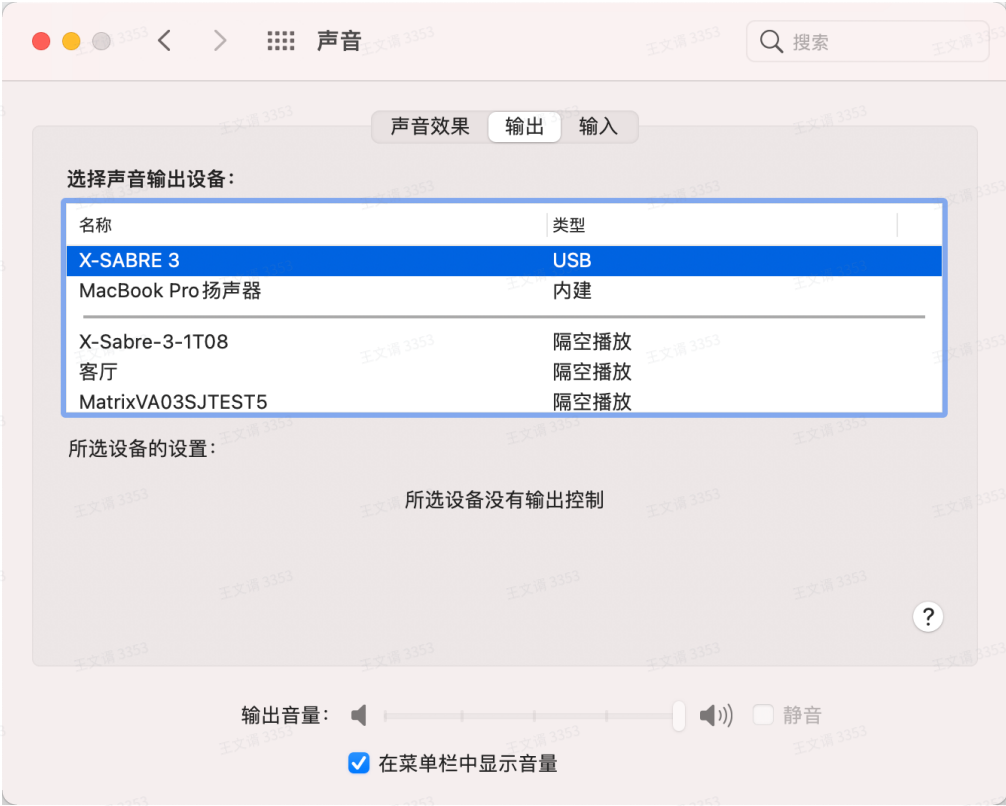 声音
搜索
声音效果 输出 输入
选择声音输出设备：
名称 类型
X-SABRE 3 USB
MacBook Pro扬声器 内建
X-Sabre-3-1T08 隔空播放
客厅 隔空播放
MatrixVA03SJTEST5 隔空播放
所选设备的设置：
所选设备没有输出控制
?
输出音量： 静音
在菜单栏中显示音量